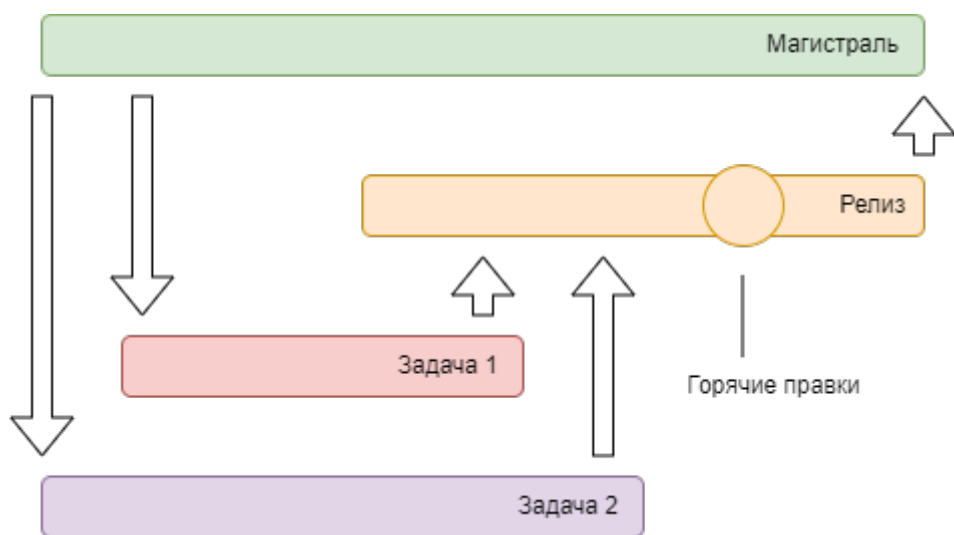 Магистраль
Релиз
Задача 1
Горячие правки
Задача 2